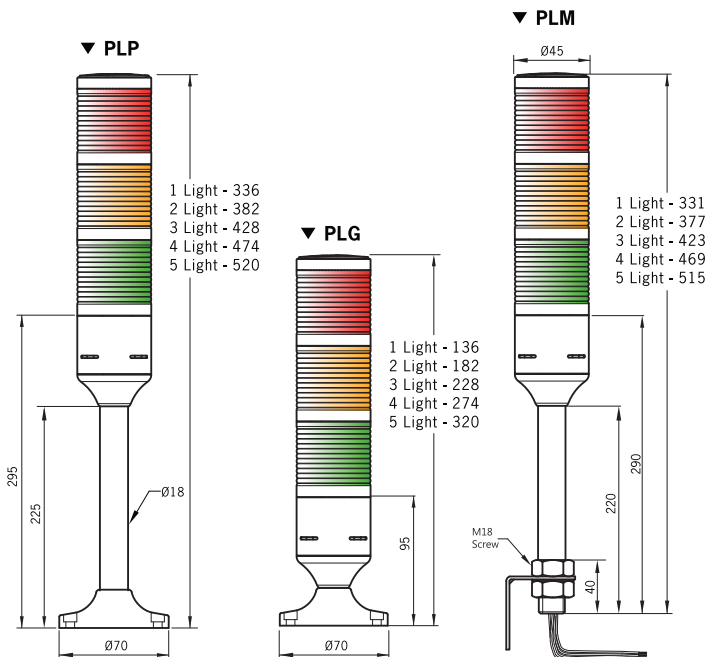 ▼ PLP
1 Light - 336
2 Light - 382
3 Light - 428
4 Light - 474
5 Light - 520
295
225
Ø18
Ø70
▼ PLG
1 Light - 136
2 Light - 182
3 Light - 228
4 Light - 274
5 Light - 320
95
Ø70
▼ PLM
Ø45
1 Light - 331
2 Light - 377
3 Light - 423
4 Light - 469
5 Light - 515
290
220
M18
Screw
40